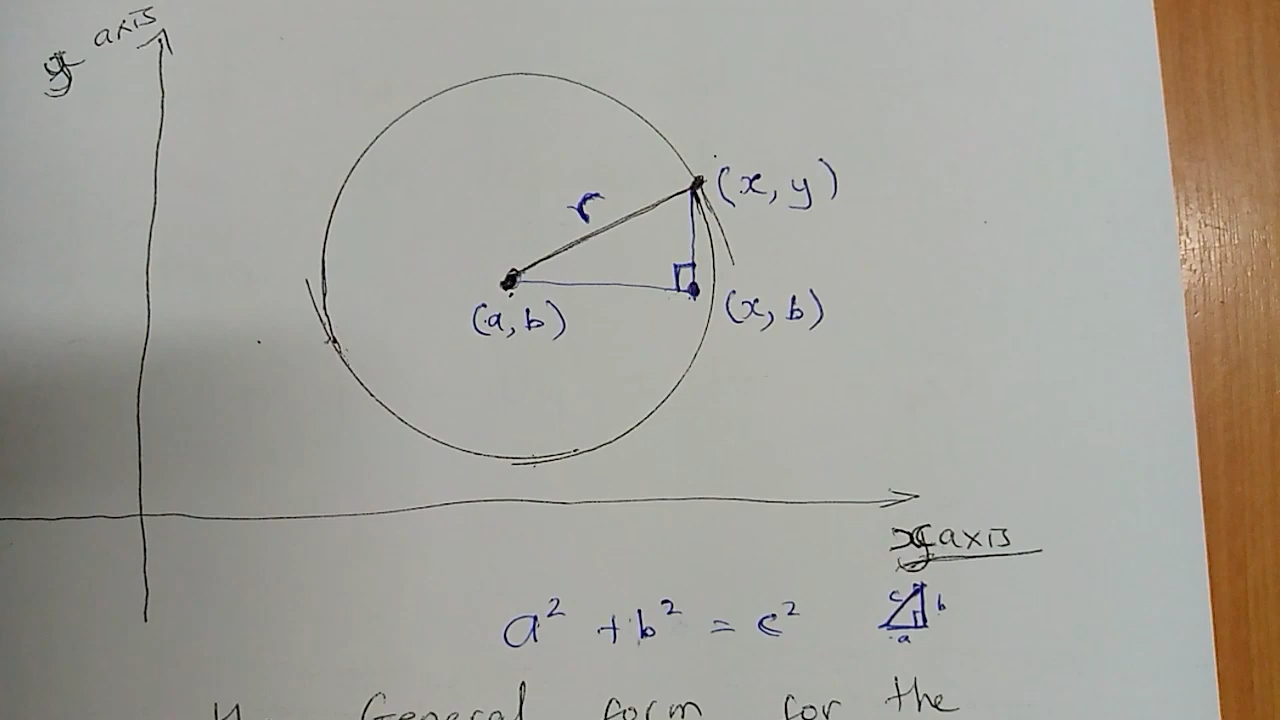 y axis
r
(x, y)
(a, b)
(x, b)
x axis
a² + b² = c²
c b
a
General form for the